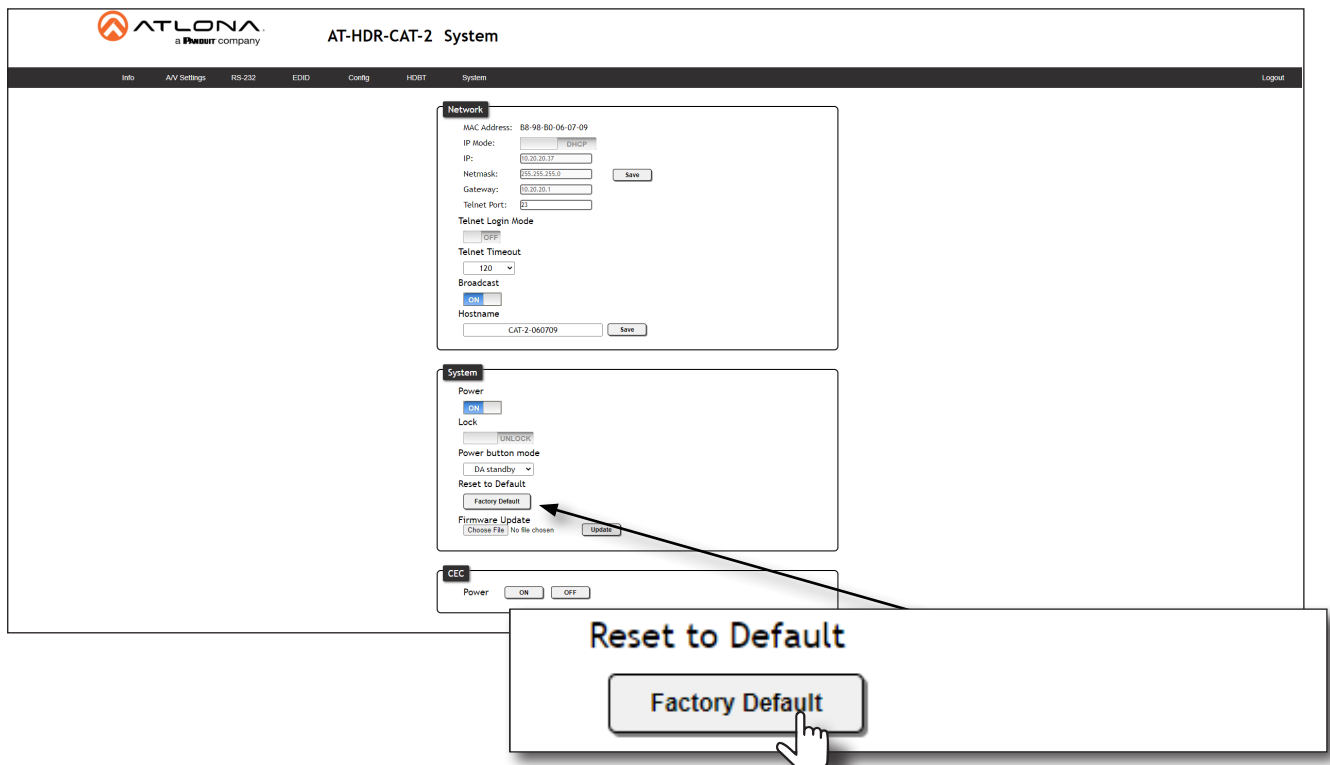 ATLONA.
a PANDUIT company
AT-HDR-CAT-2 System
Info A/V Settings RS-232 EDID Config HDBT System Logout
Network
MAC Address: B8-98-B0-06-07-09
IP Mode: DHCP
IP: 10.20.20.37
Netmask: 255.255.255.0 Save
Gateway: 10.20.20.1
Telnet Port: 23
Telnet Login Mode
OFF
Telnet Timeout
120
Broadcast
ON
Hostname
CAT-2-060709 Save
System
Power
ON
Lock
UNLOCK
Power button mode
DA standby
Reset to Default
Factory Default
Firmware Update
Choose File No file chosen Update
CEC
Power ON OFF
Reset to Default
Factory Default